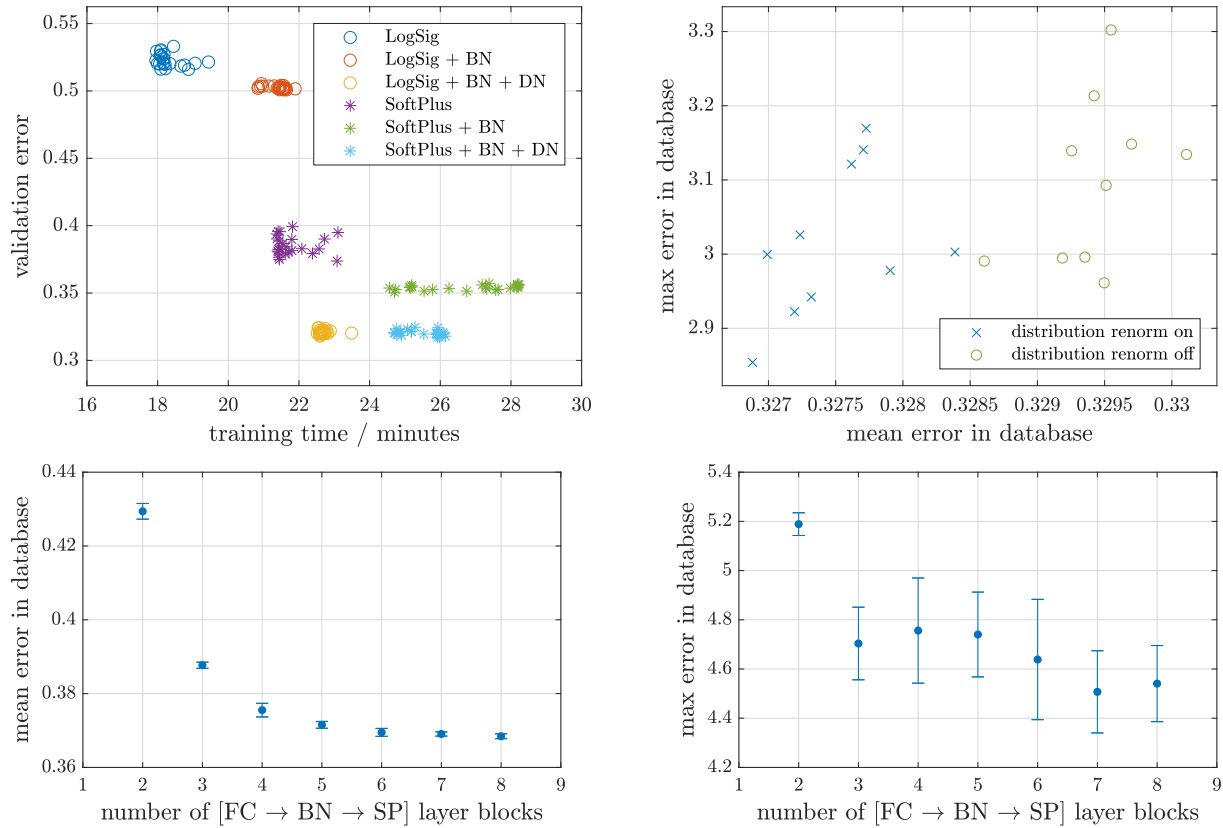 0.55
0.5
0.45
0.4
0.35
0.3
validation error
LogSig
LogSig + BN
LogSig + BN + DN
SoftPlus
SoftPlus + BN
SoftPlus + BN + DN
16 18 20 22 24 26 28 30
training time / minutes
3.3
3.2
3.1
3
2.9
max error in database
distribution renorm on
distribution renorm off
0.327 0.3275 0.328 0.3285 0.329 0.3295 0.33
mean error in database
0.44
0.42
0.4
0.38
0.36
mean error in database
1 2 3 4 5 6 7 8 9
number of [FC → BN → SP] layer blocks
5.4
5.2
5
4.8
4.6
4.4
4.2
max error in database
1 2 3 4 5 6 7 8 9
number of [FC → BN → SP] layer blocks